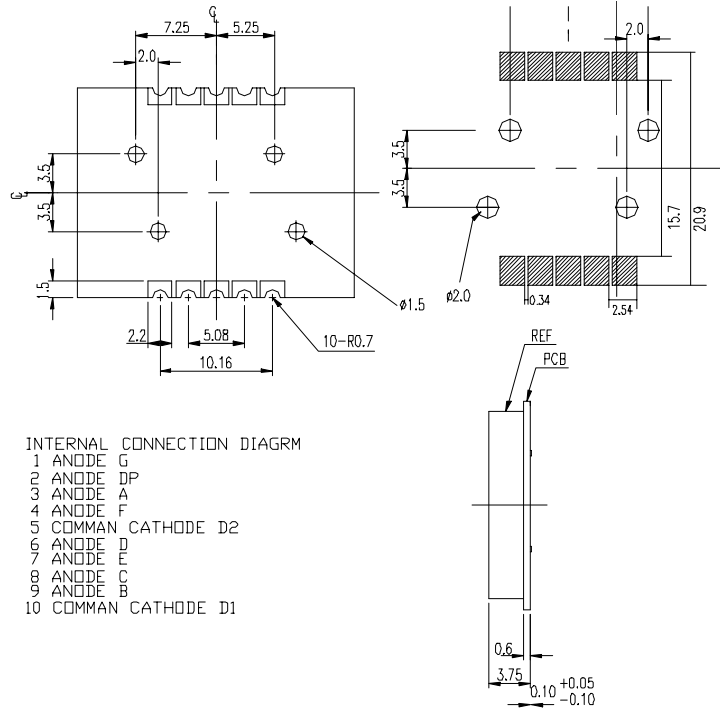 ℄
7.25 5.25
2.0
3.5
℄
3.5
1.5
2.2 5.08
10.16
10-R0.7
ø1.5
2.0
3.5
3.5
15.7
20.9
ø2.0
0.34
2.54
REF
PCB
0.6
3.75
0.10 +0.05
-0.10
INTERNAL CONNECTION DIAGRM
1 ANODE G
2 ANODE DP
3 ANODE A
4 ANODE F
5 COMMAN CATHODE D2
6 ANODE D
7 ANODE E
8 ANODE C
9 ANODE B
10 COMMAN CATHODE D1